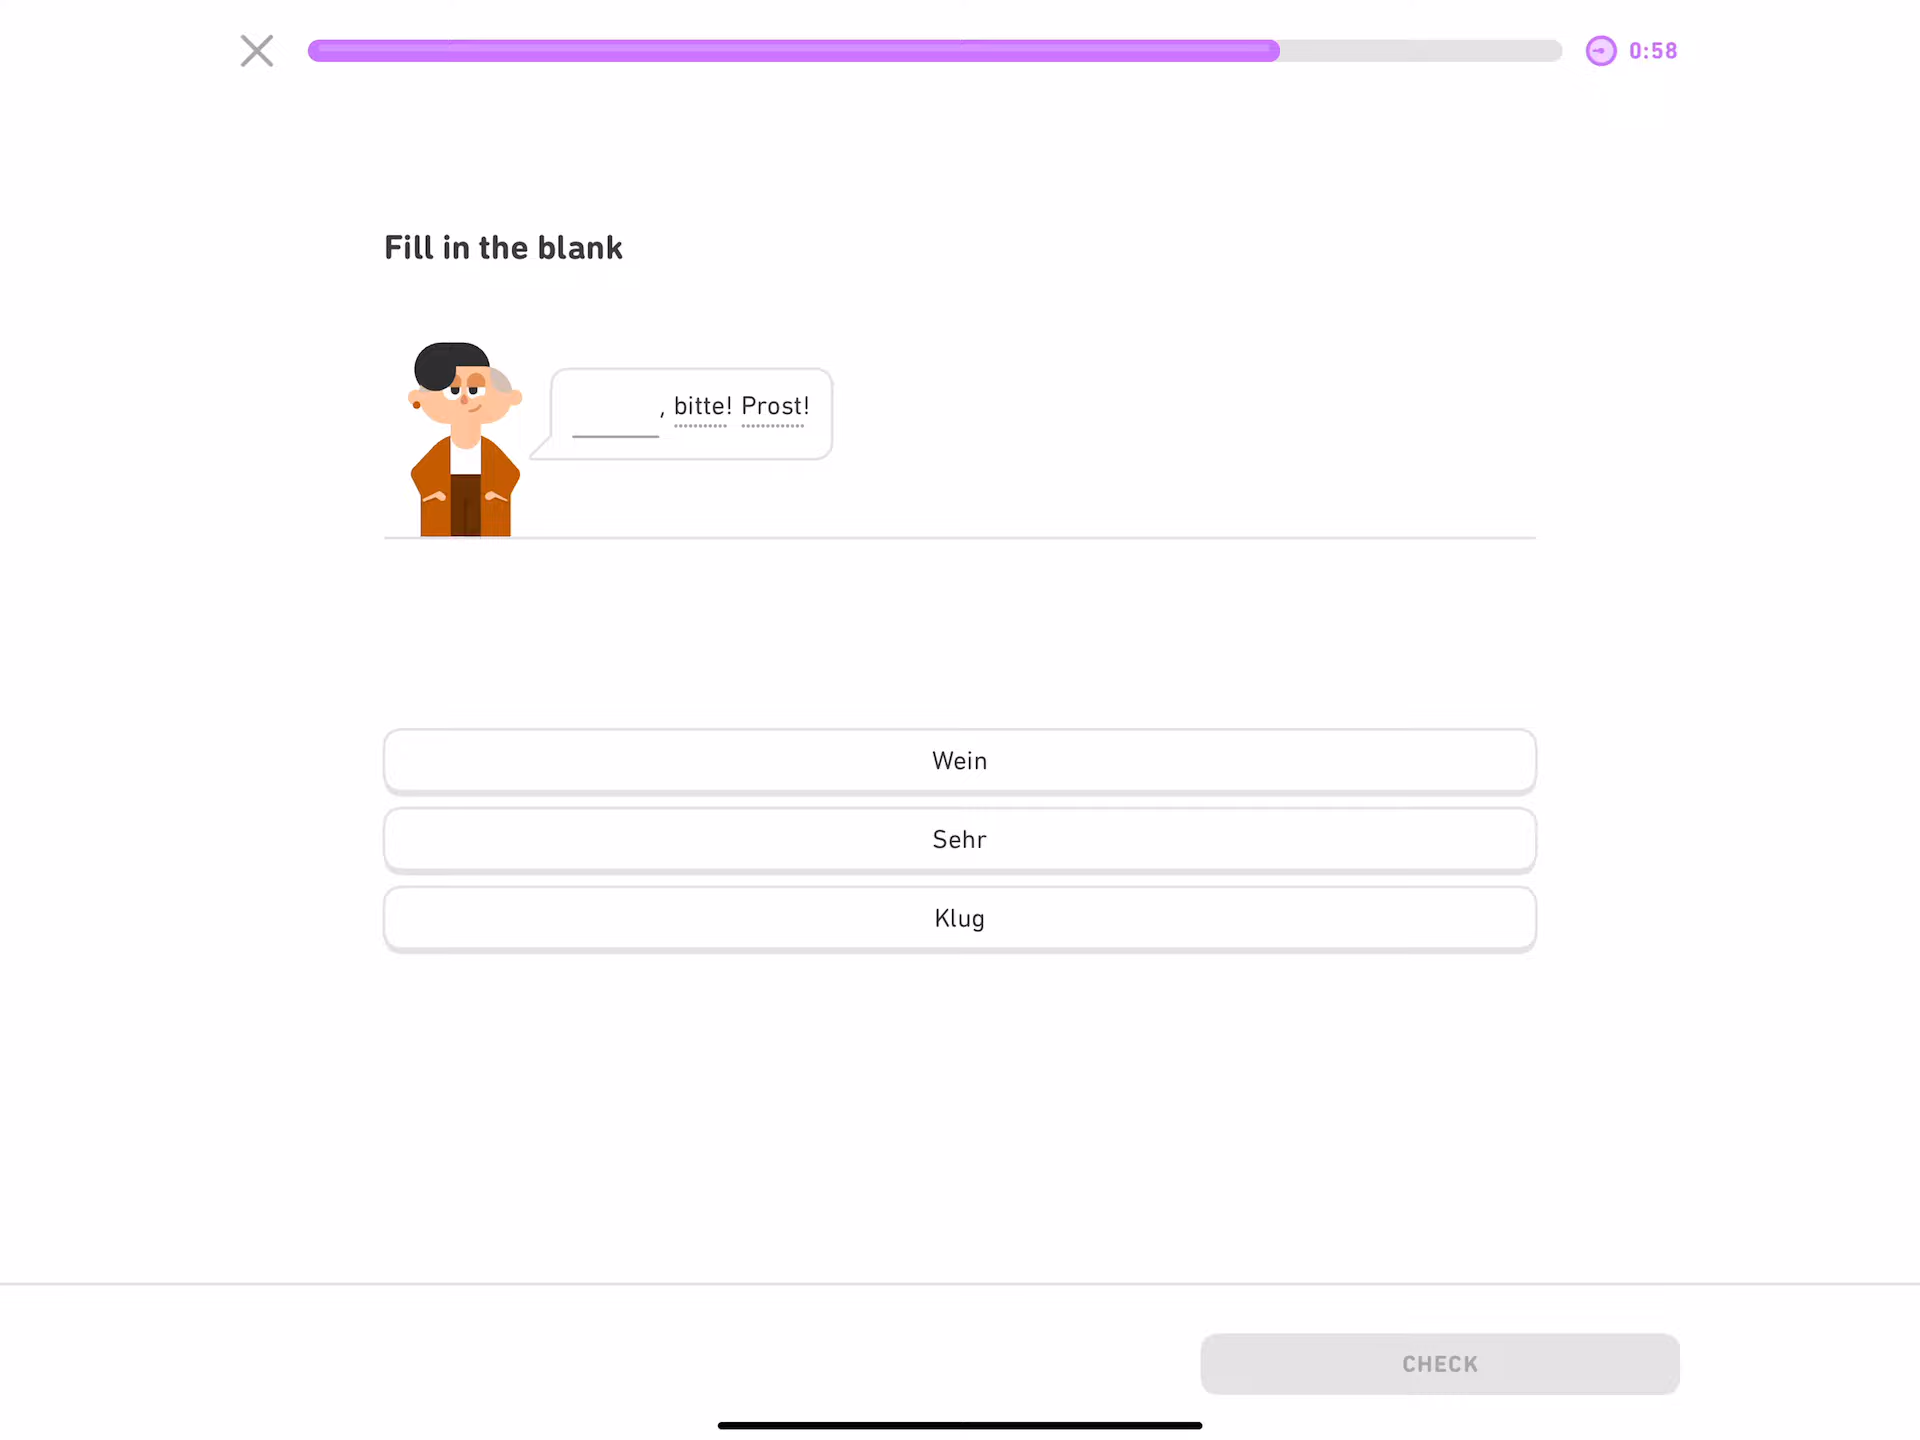 0:58
Fill in the blank
, bitte! Prost!
Wein
Sehr
Klug
CHECK